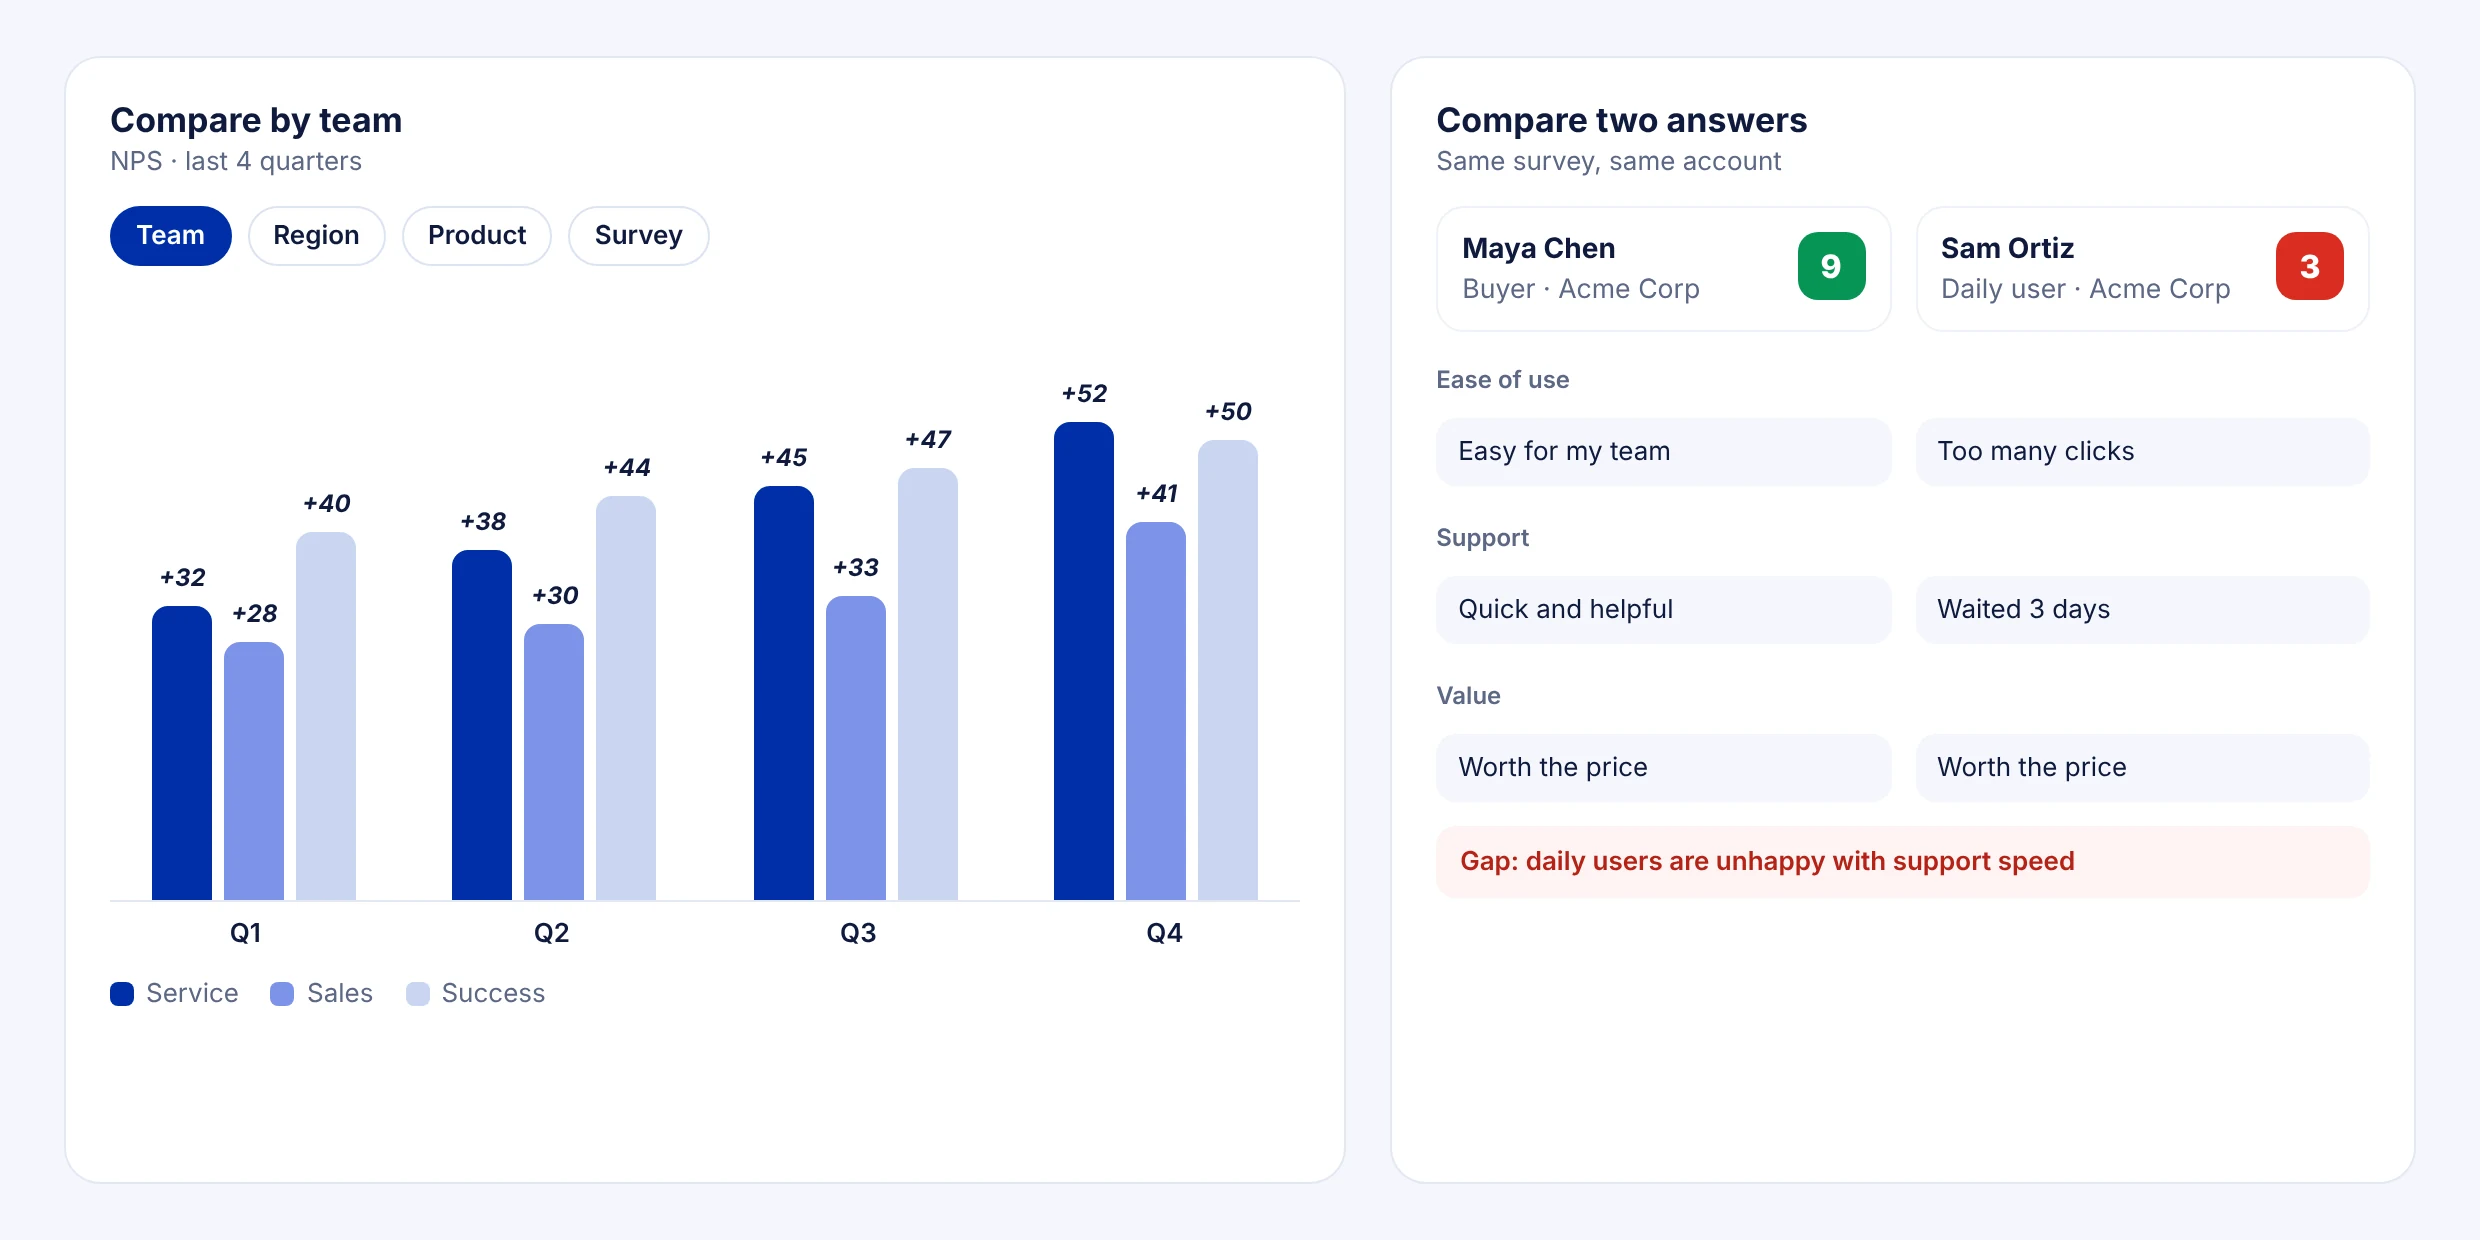 Compare by team
NPS · last 4 quarters
Team
Region
Product
Survey
+32
+28
+40
+38
+30
+44
+45
+33
+47
+52
+41
+50
Q1
Q2
Q3
Q4
Service
Sales
Success
Compare two answers
Same survey, same account
Maya Chen
Buyer · Acme Corp
9
Sam Ortiz
Daily user · Acme Corp
3
Ease of use
Easy for my team
Too many clicks
Support
Quick and helpful
Waited 3 days
Value
Worth the price
Worth the price
Gap: daily users are unhappy with support speed